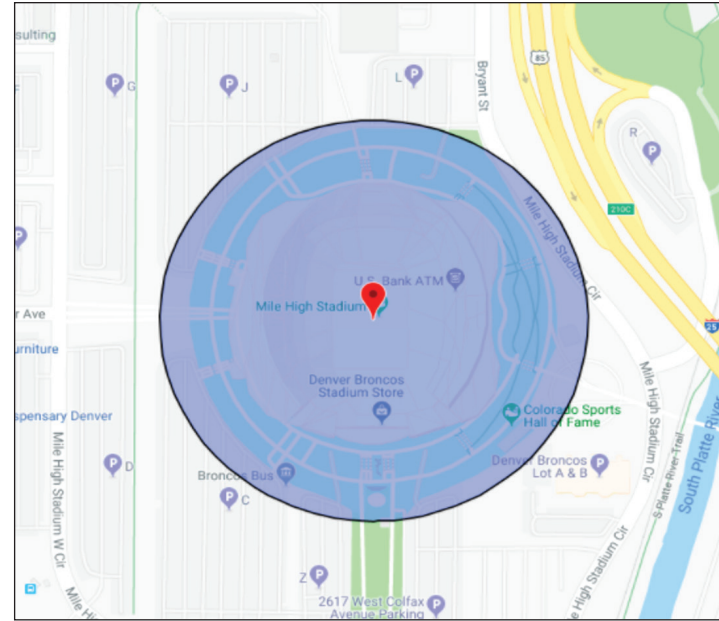 sulting
G
J
L
Bryant St
85
R
210C
Mile High Stadium Cir
U.S. Bank ATM
Mile High Stadium
r Ave
25
urniture
Denver Broncos
Stadium Store
Colorado Sports
Hall of Fame
spensary Denver
Mile High Stadium Cir
Mile High Stadium W Cir
D
Broncos Bus
C
Denver Broncos
Lot A & B
S Platte River Trail
South Platte River
Z
2617 West Colfax
Avenue Parking
e High Stadium Cir
Mile Hi